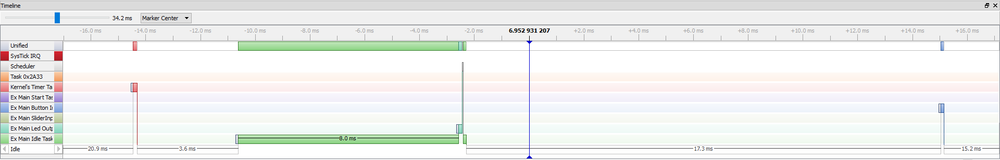 Timeline
34.2 ms Marker Center
-16.0 ms -14.0 ms -12.0 ms -10.0 ms -8.0 ms -6.0 ms -4.0 ms -2.0 ms 6.952 931 207 +2.0 ms +4.0 ms +6.0 ms +8.0 ms +10.0 ms +12.0 ms +14.0 ms +16.0 ms
Unified
SysTick IRQ
Scheduler
Task 0x2A33
Kernel's Timer Ta
Ex Main Start Tas
Ex Main Button I
Ex Main SliderInp
Ex Main Led Outp
Ex Main Idle Task 8.0 ms
Idle 20.9 ms 3.6 ms 17.3 ms 15.2 ms